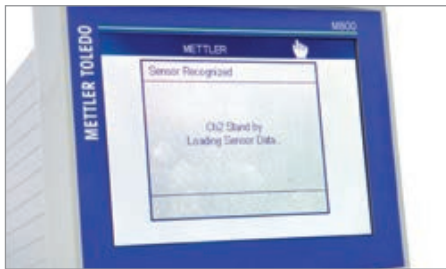 M800
METTLER TOLEDO
METTLER
Sensor Recognized
Ch2 Stand by
Loading Sensor Data...